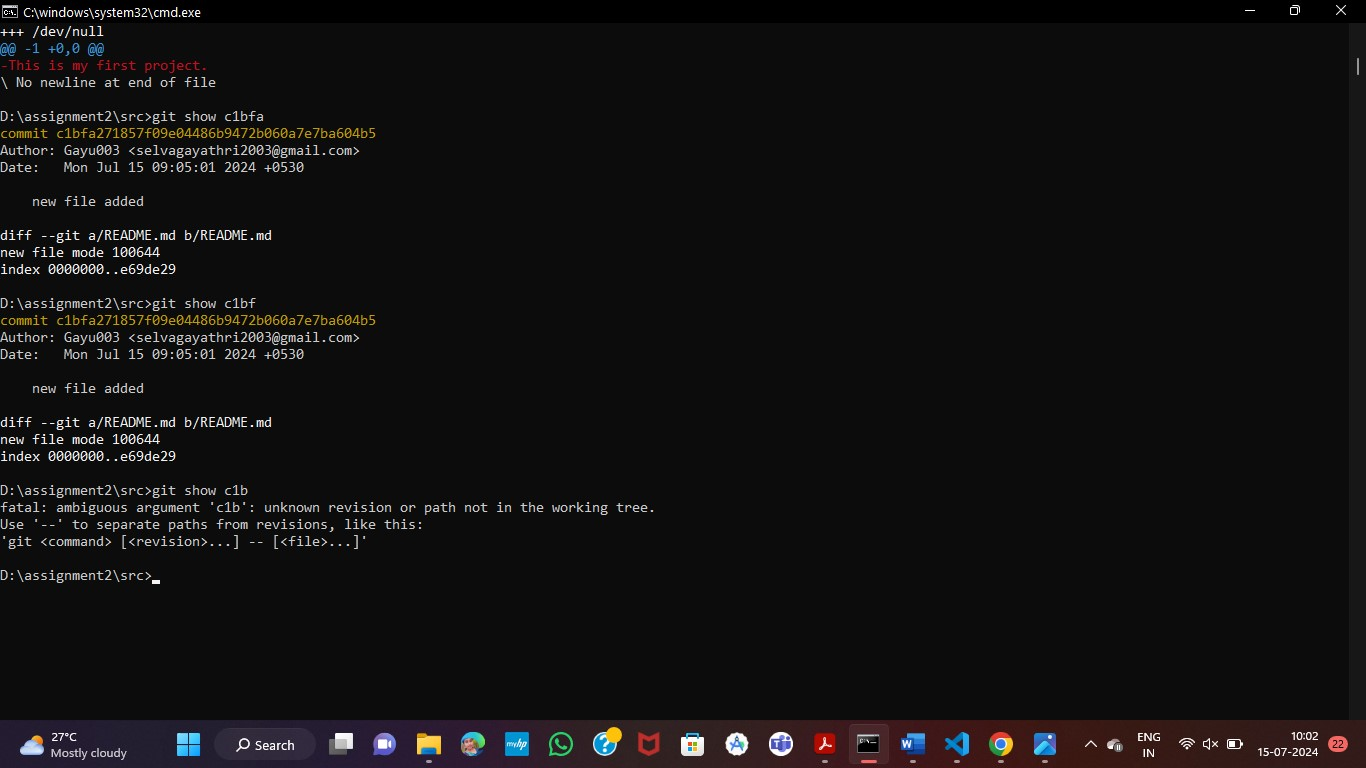 C:\windows\system32\cmd.exe
+++ /dev/null
@@ -1 +0,0 @@
-This is my first project.
\ No newline at end of file
D:\assignment2\src>git show c1bfa
commit c1bfa271857f09e04486b9472b060a7e7ba604b5
Author: Gayu003 <selvagayathri2003@gmail.com>
Date:   Mon Jul 15 09:05:01 2024 +0530
    new file added
diff --git a/README.md b/README.md
new file mode 100644
index 0000000..e69de29
D:\assignment2\src>git show c1bf
commit c1bfa271857f09e04486b9472b060a7e7ba604b5
Author: Gayu003 <selvagayathri2003@gmail.com>
Date:   Mon Jul 15 09:05:01 2024 +0530
    new file added
diff --git a/README.md b/README.md
new file mode 100644
index 0000000..e69de29
D:\assignment2\src>git show c1b
fatal: ambiguous argument 'c1b': unknown revision or path not in the working tree.
Use '--' to separate paths from revisions, like this:
'git <command> [<revision>...] -- [<file>...]'
D:\assignment2\src>
27°C
Mostly cloudy
Search
myhp
ENG
IN
10:02
15-07-2024
22